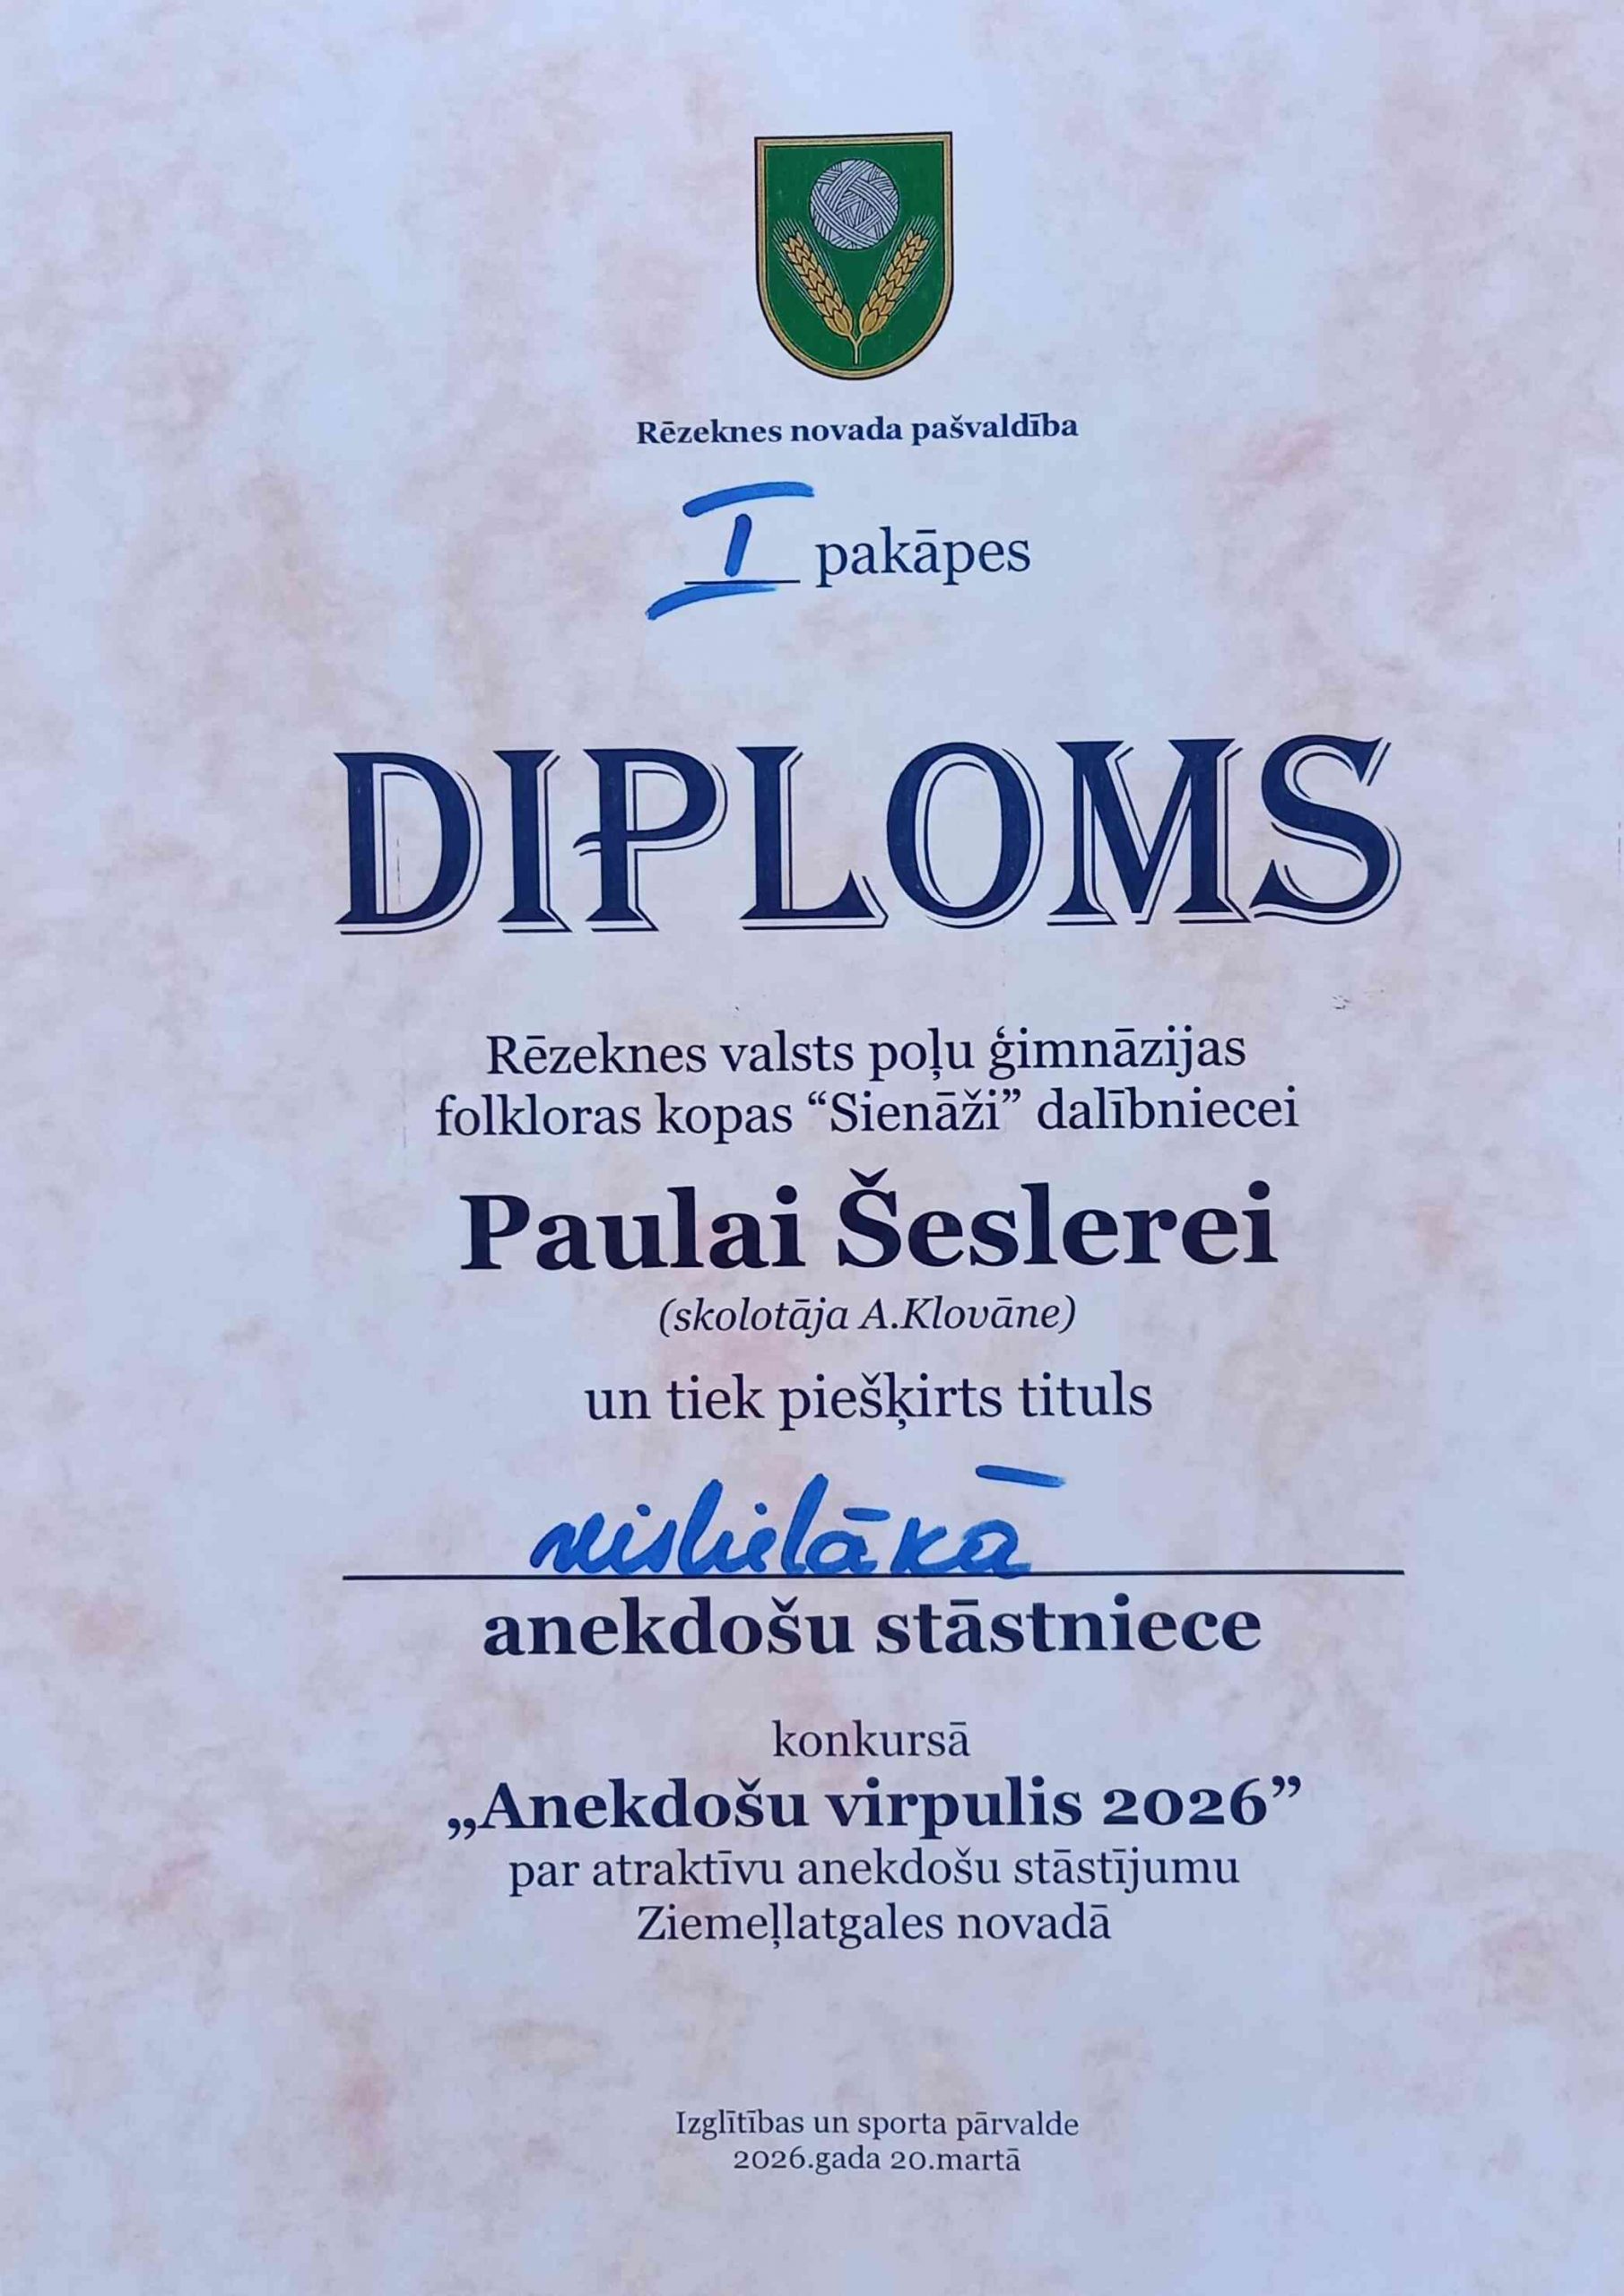 Rēzeknes novada pašvaldība
I pakāpes
DIPLOMS
Rēzeknes valsts poļu ģimnāzijas
folkloras kopas “Sienāži” dalībniecei
Paulai Šeslerei
(skolotāja A.Klovāne)
un tiek piešķirts tituls
anekdošu stāstniece
konkursā
„Anekdošu virpulis 2026”
par atraktīvu anekdošu stāstījumu
Ziemeļlatgales novadā
Izglītības un sporta pārvalde
2026.gada 20.martā